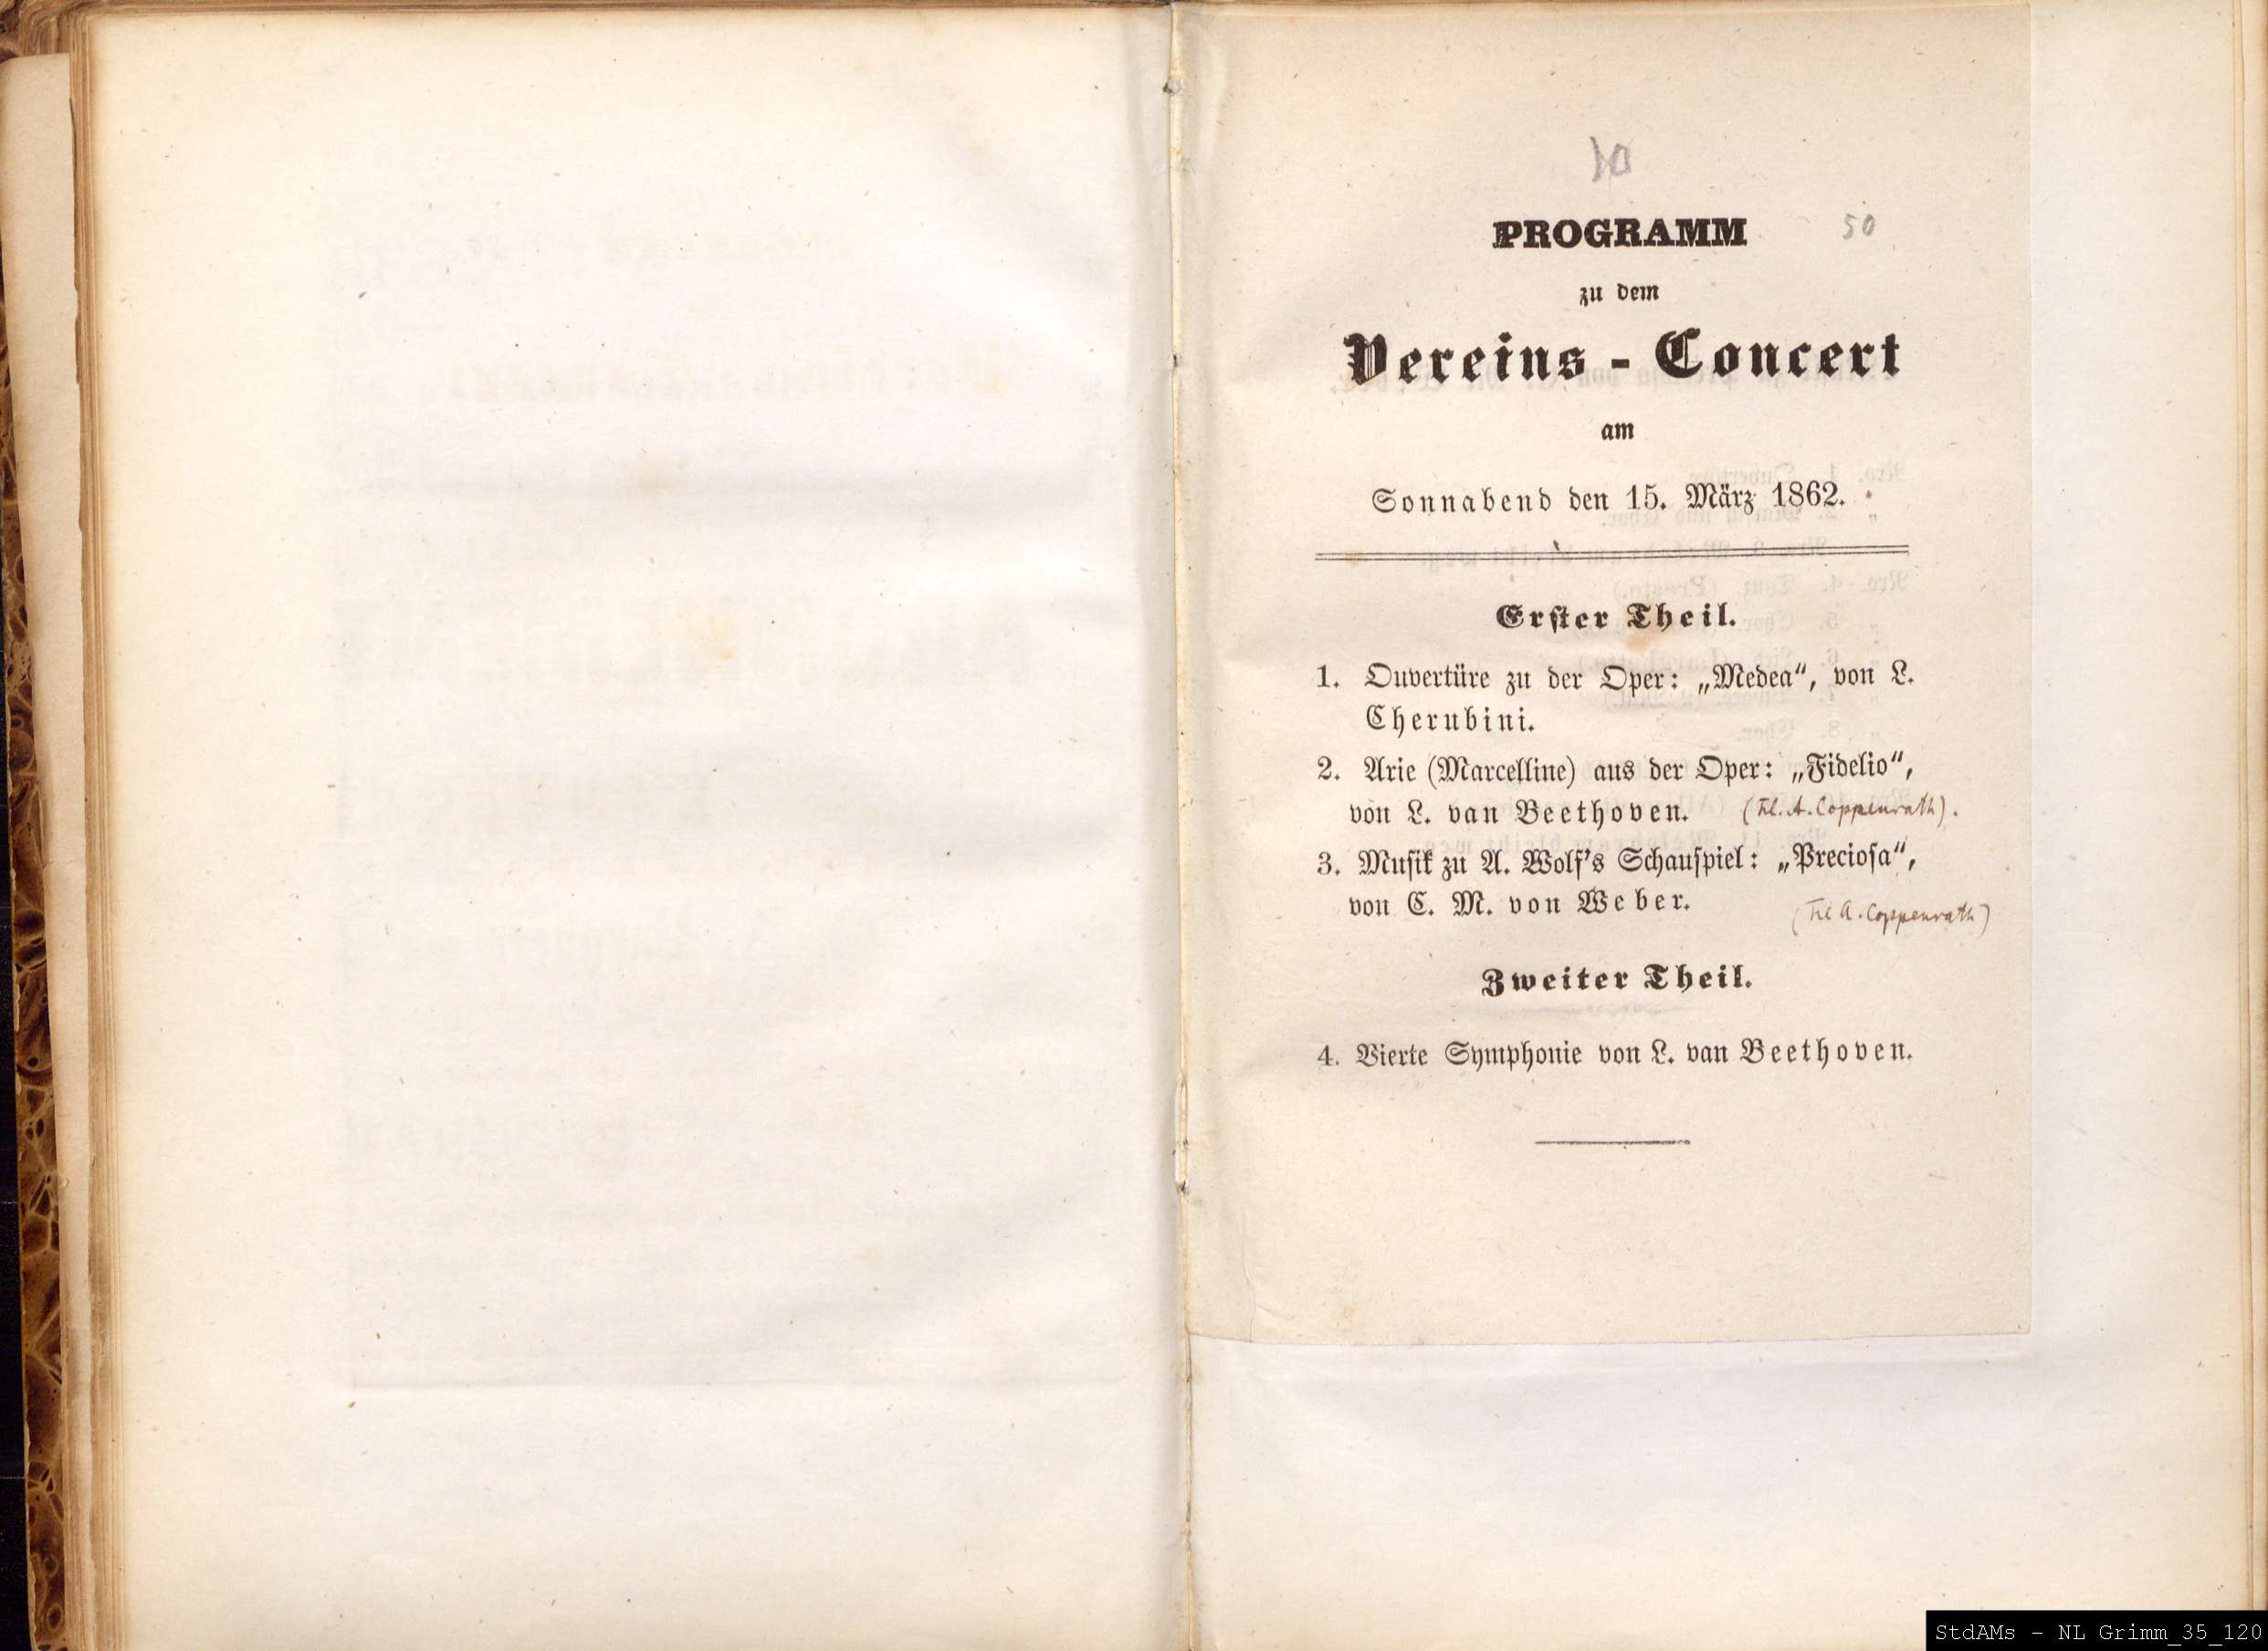 50
PROGRAMM
zu dem
Vereins - Concert
am
Sonnabend den 15. März 1862.
Erster Theil.
1. Ouvertüre zu der Oper: „Medea“, von L.
Cherubini.
2. Arie (Marcelline) aus der Oper: „Fidelio“,
von L. van Beethoven. (Frl. A. Coppenrath).
3. Musik zu A. Wolf's Schauspiel: „Preciosa“,
von C. M. von Weber.
(Frl A. Coppenrath)
Zweiter Theil.
4. Vierte Symphonie von L. van Beethoven.
StdAMs - NL Grimm_35_120